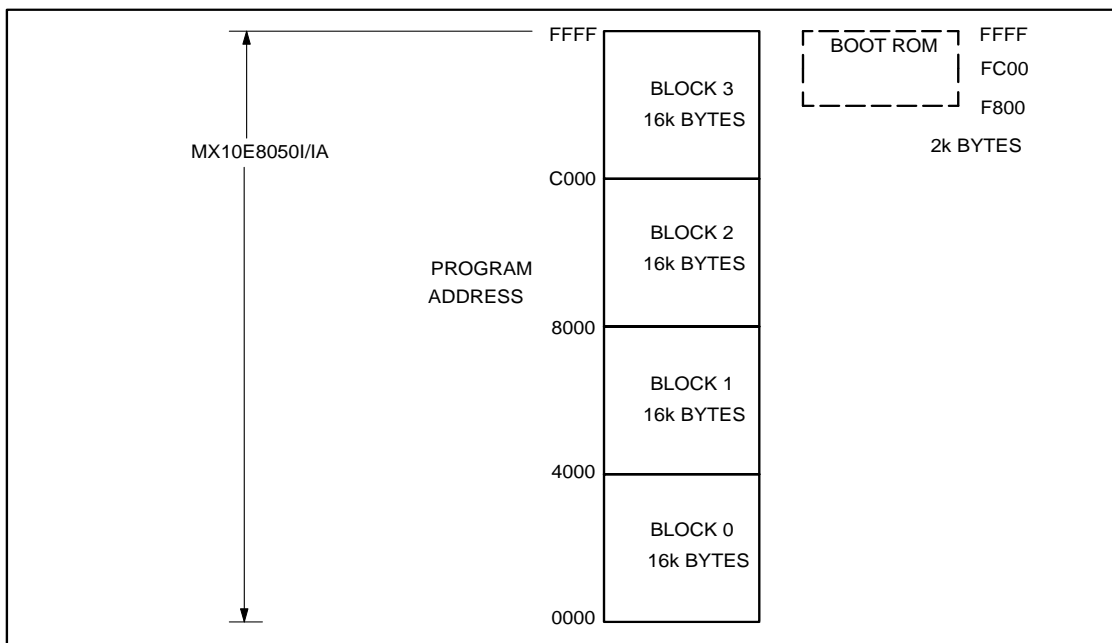 FFFF
BOOT ROM
FFFF
FC00
F800
2k BYTES
BLOCK 3
16k BYTES
MX10E8050I/IA
C000
BLOCK 2
16k BYTES
PROGRAM
ADDRESS
8000
BLOCK 1
16k BYTES
4000
BLOCK 0
16k BYTES
0000